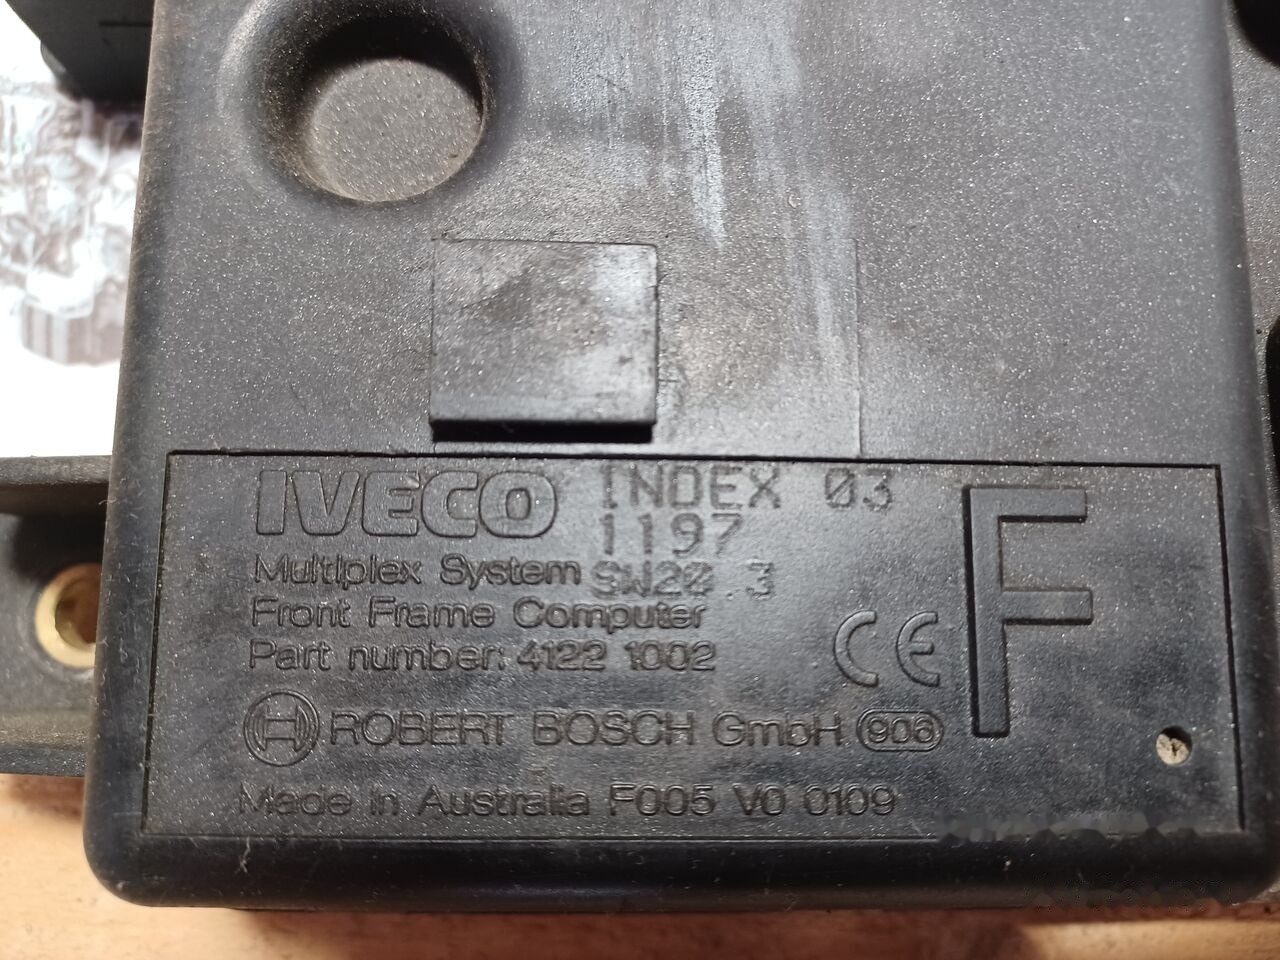 IVECO INDEX 03
1197
Multiplex System SW20.3
Front Frame Computer
Part number: 4122 1002
CE
F
ROBERT BOSCH GmbH 906
Made in Australia F005 V0 0109